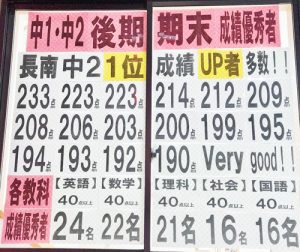 中1・中2 後期 期末 成績優秀者
長南 中2 1位 成績 UP者 多数!!
233点 223点 223点 214点 212点 209点
208点 206点 203点 200点 199点 195点
194点 193点 192点 190点 Very good!!
各教科 【英語】【数学】【理科】【社会】【国語】
40点以上 40点以上 40点以上 40点以上 40点以上
成績優秀者 24名 22名 21名 16名 16名